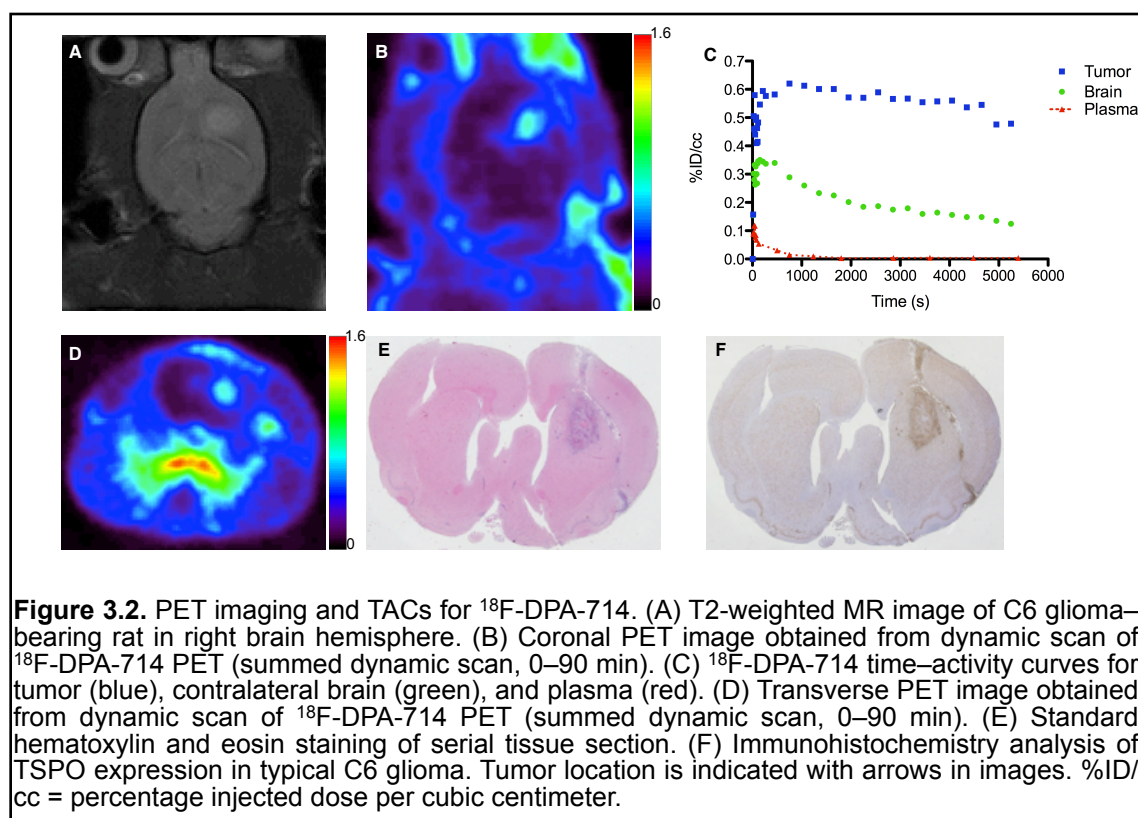 A
B
1.6
0
C
0.7
0.6
0.5
0.4
0.3
0.2
0.1
0.0
%ID/cc
0 1000 2000 3000 4000 5000 6000
Time (s)
Tumor
Brain
Plasma
D
1.6
0
E
F
Figure 3.2. PET imaging and TACs for ¹⁸F-DPA-714. (A) T2-weighted MR image of C6 glioma–
bearing rat in right brain hemisphere. (B) Coronal PET image obtained from dynamic scan of
¹⁸F-DPA-714 PET (summed dynamic scan, 0–90 min). (C) ¹⁸F-DPA-714 time–activity curves for
tumor (blue), contralateral brain (green), and plasma (red). (D) Transverse PET image obtained
from dynamic scan of ¹⁸F-DPA-714 PET (summed dynamic scan, 0–90 min). (E) Standard
hematoxylin and eosin staining of serial tissue section. (F) Immunohistochemistry analysis of
TSPO expression in typical C6 glioma. Tumor location is indicated with arrows in images. %ID/
cc = percentage injected dose per cubic centimeter.